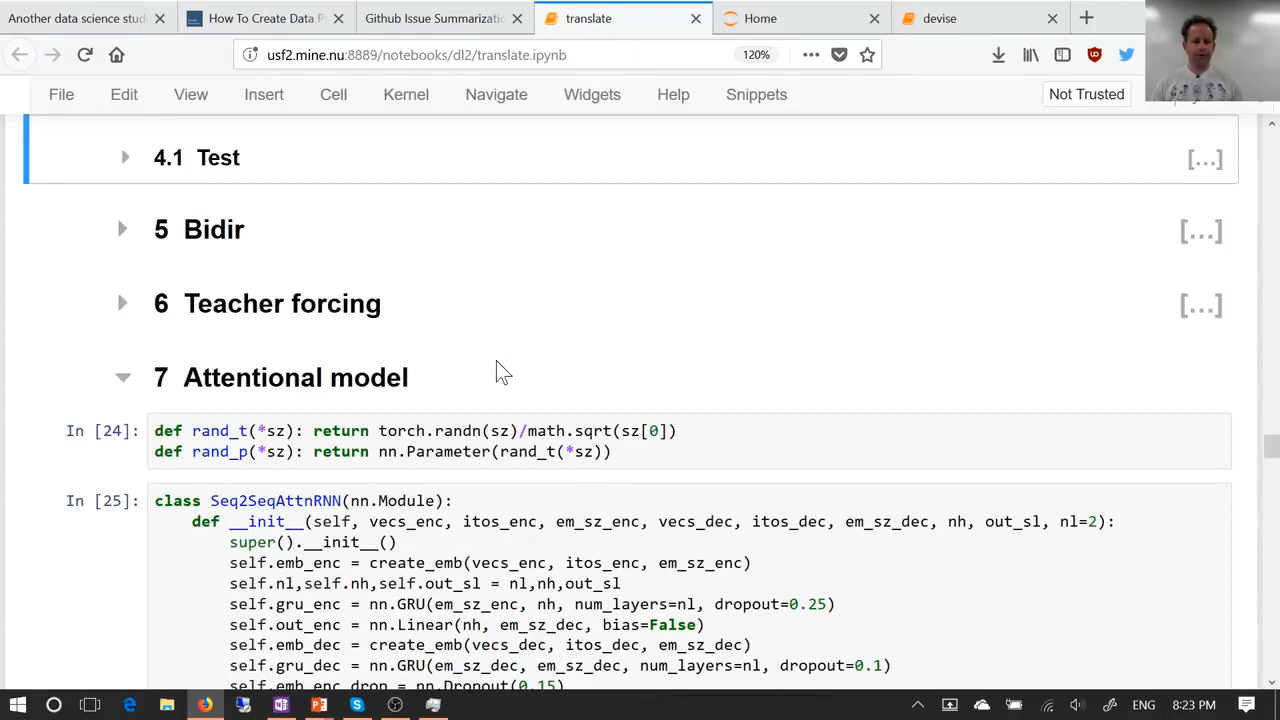 Another data science stud
How To Create Data P
Github Issue Summarizatio
translate
Home
devise
usf2.mine.nu:8889/notebooks/dl2/translate.ipynb
120%
File
Edit
View
Insert
Cell
Kernel
Navigate
Widgets
Help
Snippets
Not Trusted
4.1 Test
[...]
5 Bidir
[...]
6 Teacher forcing
[...]
7 Attentional model
In [24]:
def rand_t(*sz): return torch.randn(sz)/math.sqrt(sz[0])
def rand_p(*sz): return nn.Parameter(rand_t(*sz))
In [25]:
class Seq2SeqAttnRNN(nn.Module):
def __init__(self, vecs_enc, itos_enc, em_sz_enc, vecs_dec, itos_dec, em_sz_dec, nh, out_sl, nl=2):
super().__init__()
self.emb_enc = create_emb(vecs_enc, itos_enc, em_sz_enc)
self.nl,self.nh,self.out_sl = nl,nh,out_sl
self.gru_enc = nn.GRU(em_sz_enc, nh, num_layers=nl, dropout=0.25)
self.out_enc = nn.Linear(nh, em_sz_dec, bias=False)
self.emb_dec = create_emb(vecs_dec, itos_dec, em_sz_dec)
self.gru_dec = nn.GRU(em_sz_dec, em_sz_dec, num_layers=nl, dropout=0.1)
self.emb_enc_drop = nn.Dropout(0.15)
ENG
8:23 PM